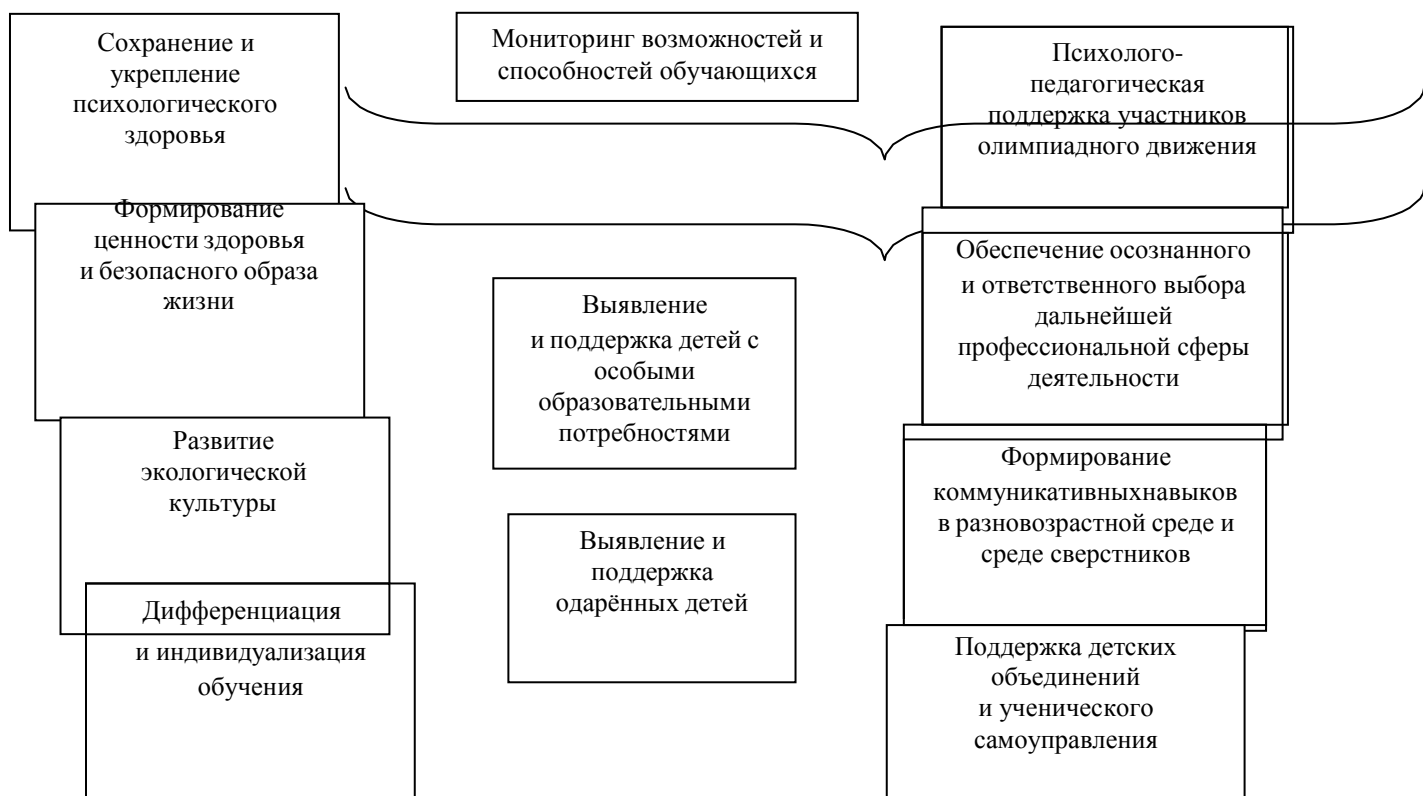 Сохранение и
укрепление
психологического
здоровья
Формирование
ценности здоровья
и безопасного образа
жизни
Развитие
экологической
культуры
Дифференциация
и индивидуализация
обучения
Мониторинг возможностей и
способностей обучающихся
Выявление
и поддержка детей с
особыми
образовательными
потребностями
Выявление и
поддержка
одарённых детей
Психолого-
педагогическая
поддержка участников
олимпиадного движения
Обеспечение осознанного
и ответственного выбора
дальнейшей
профессиональной сферы
деятельности
Формирование
коммуникативныхнавыков
в разновозрастной среде и
среде сверстников
Поддержка детских
объединений
и ученического
самоуправления